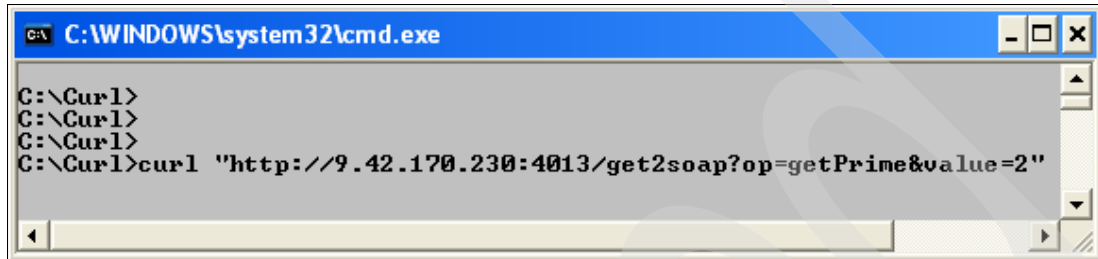 C:\WINDOWS\system32\cmd.exe
C:\Curl>
C:\Curl>
C:\Curl>
C:\Curl>curl "http://9.42.170.230:4013/get2soap?op=getPrime&value=2"